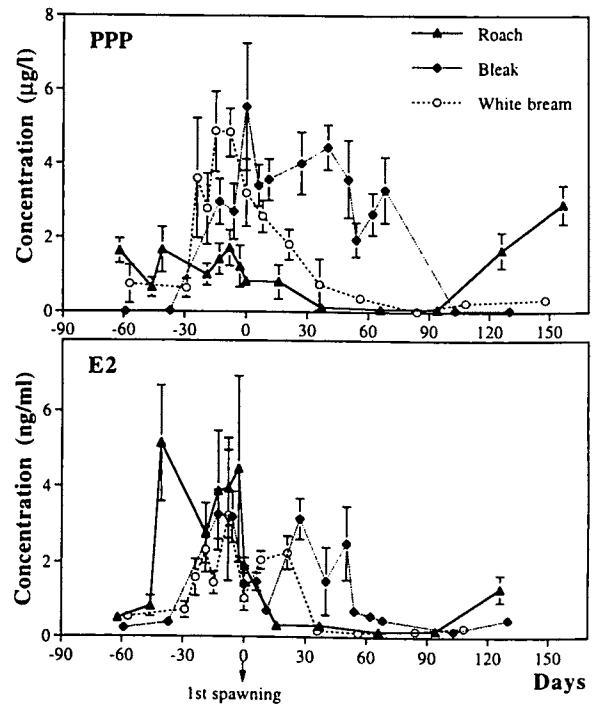 PPP
Roach
Bleak
White bream
Concentration (µg/l)
8
6
4
2
0
-90 -60 -30 0 30 60 90 120 150
E2
Concentration (ng/ml)
6
4
2
0
-90 -60 -30 0 30 60 90 120 150
1st spawning
Days